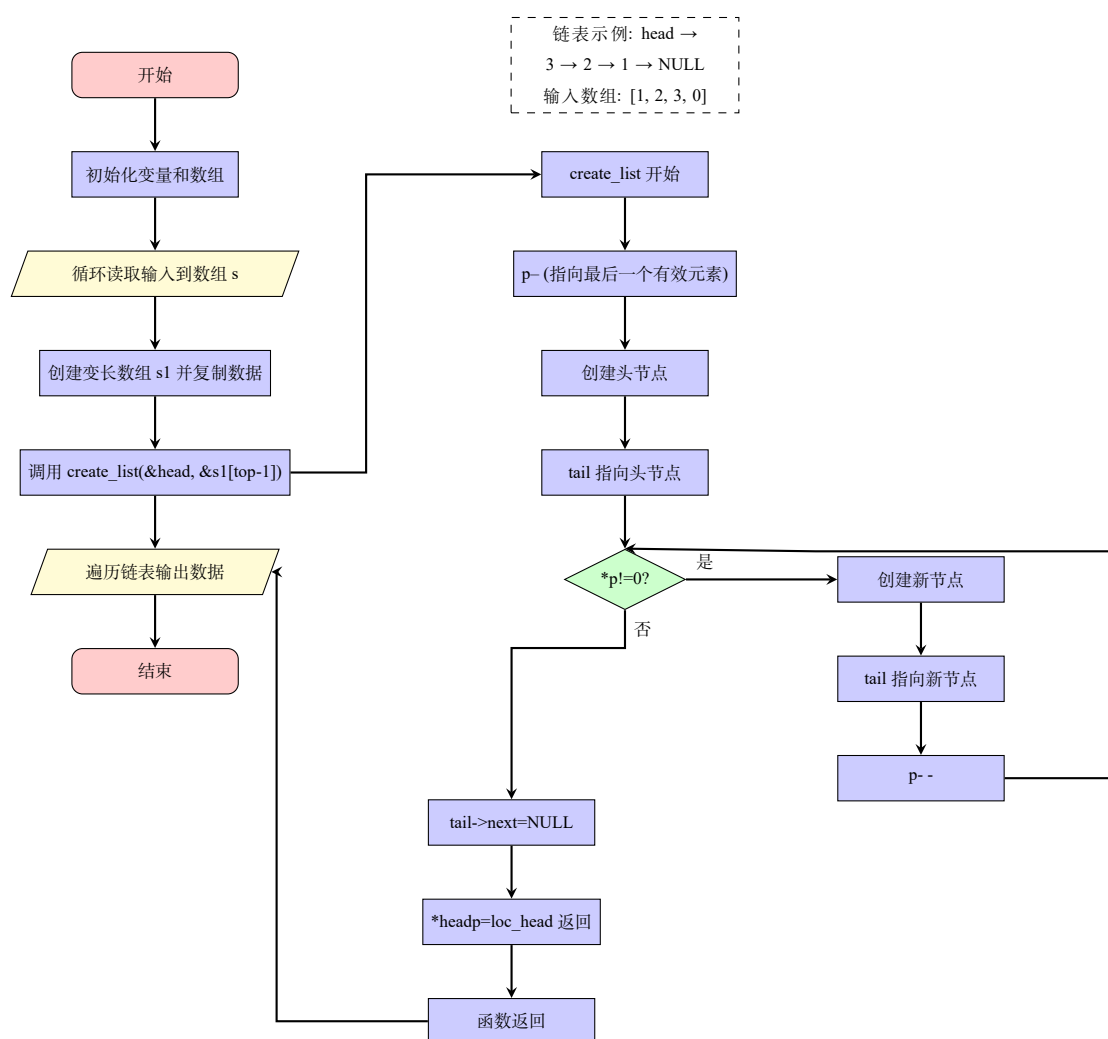 链表示例: head →
3 → 2 → 1 → NULL
输入数组: [1, 2, 3, 0]
开始
初始化变量和数组
循环读取输入到数组 s
创建变长数组 s1 并复制数据
调用 create_list(&head, &s1[top-1])
遍历链表输出数据
结束
create_list 开始
p– (指向最后一个有效元素)
创建头节点
tail 指向头节点
*p!=0?
是
否
创建新节点
tail 指向新节点
p- -
tail->next=NULL
*headp=loc_head 返回
函数返回